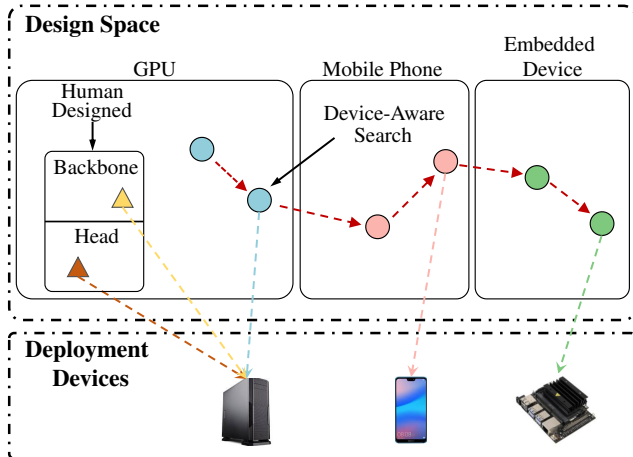 Design Space
GPU
Mobile Phone
Embedded
Device
Human
Designed
Device-Aware
Search
Backbone
Head
Deployment
Devices